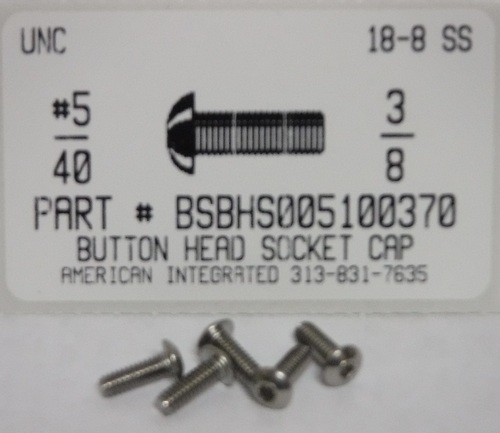 UNC 18-8 SS
#5/40 3/8
PART # BSBHS005100370
BUTTON HEAD SOCKET CAP
AMERICAN INTEGRATED 313-831-7635